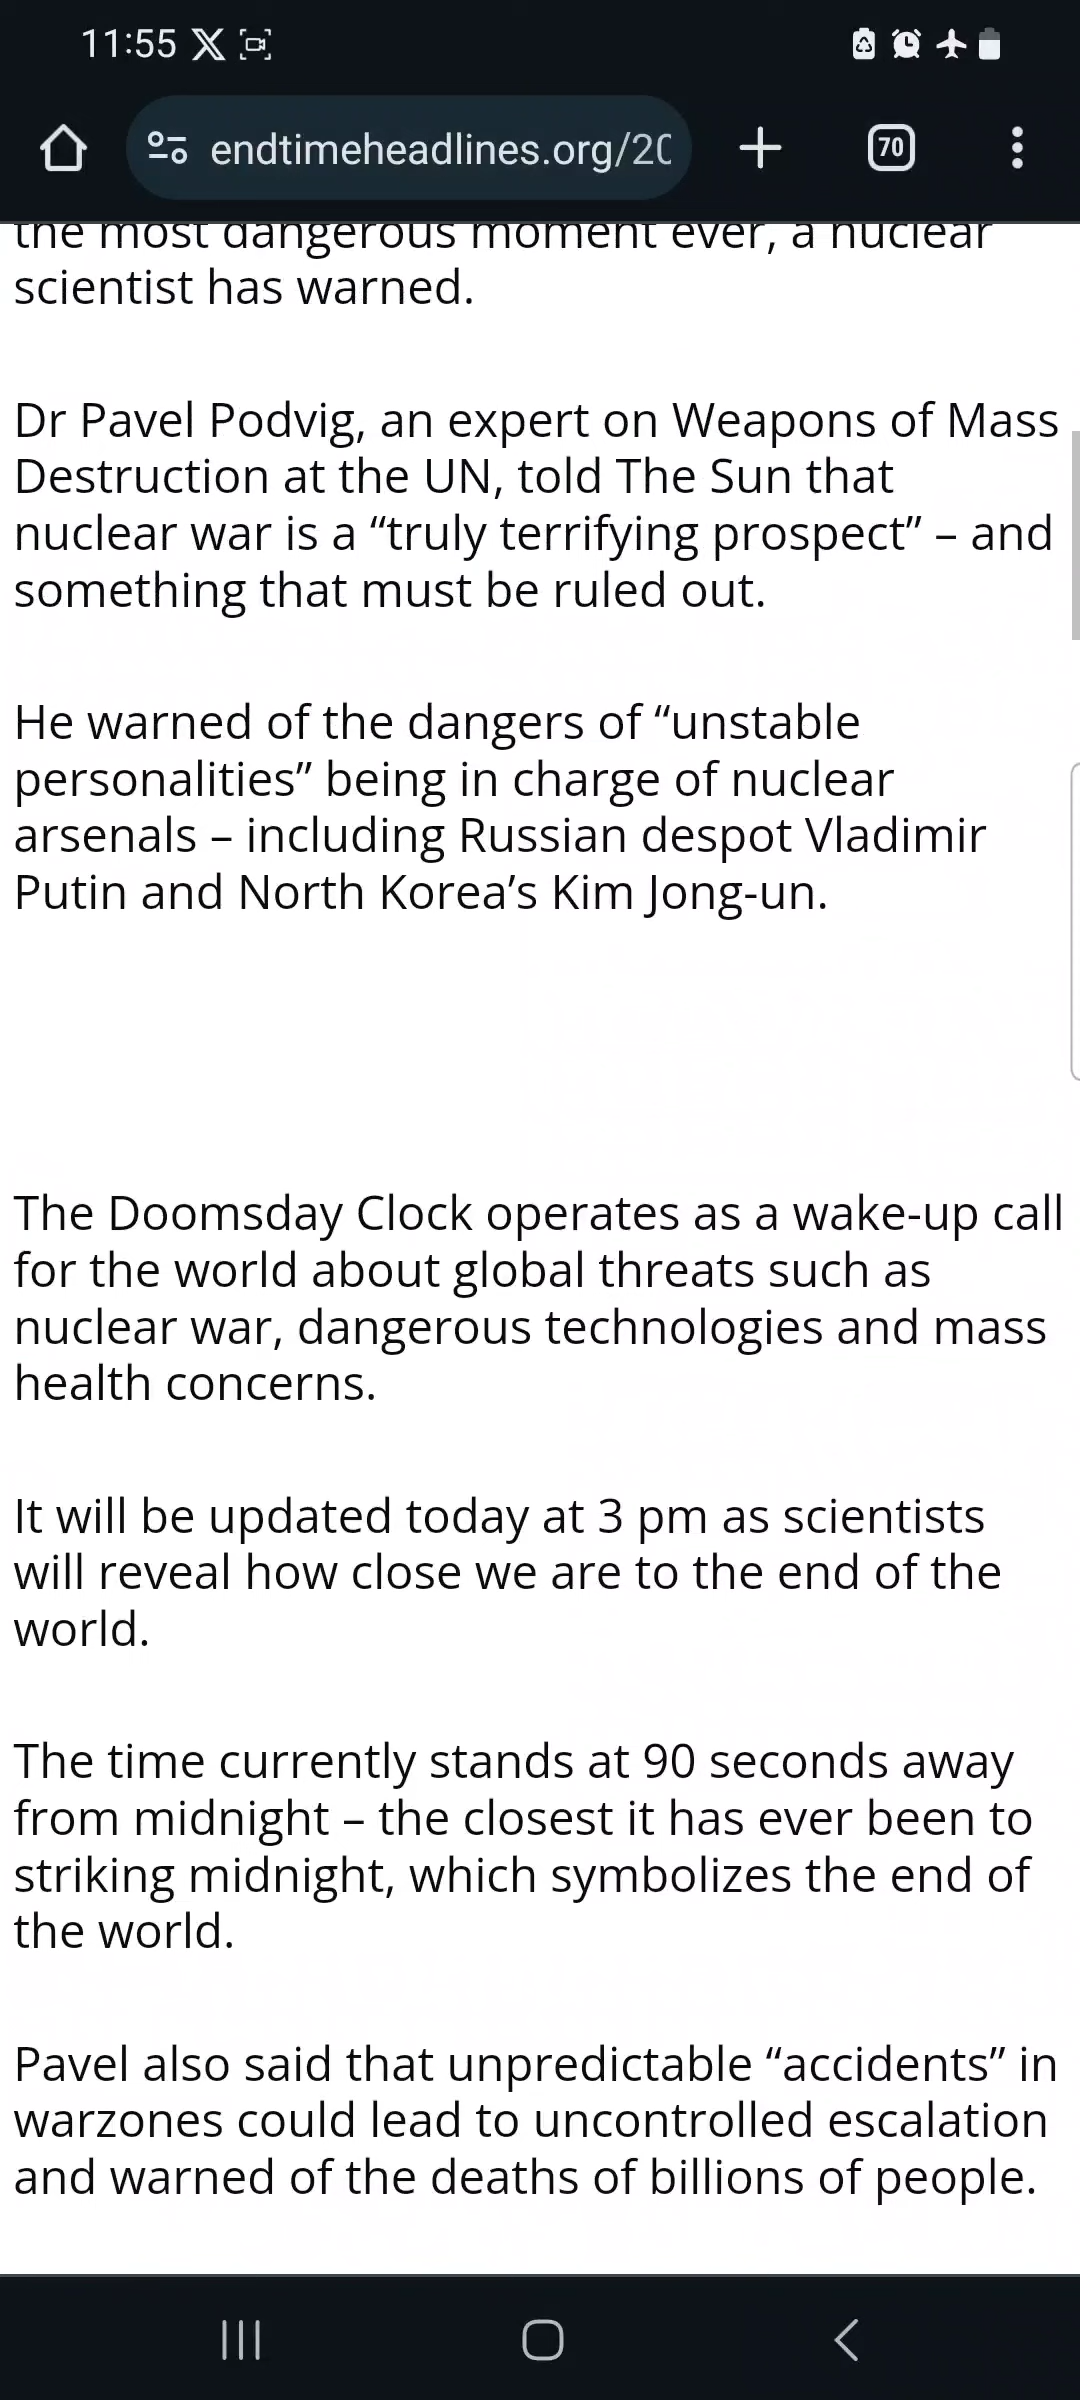 11:55
endtimeheadlines.org/20
70
the most dangerous moment ever, a nuclear
scientist has warned.
Dr Pavel Podvig, an expert on Weapons of Mass
Destruction at the UN, told The Sun that
nuclear war is a “truly terrifying prospect” – and
something that must be ruled out.
He warned of the dangers of “unstable
personalities” being in charge of nuclear
arsenals – including Russian despot Vladimir
Putin and North Korea’s Kim Jong-un.
The Doomsday Clock operates as a wake-up call
for the world about global threats such as
nuclear war, dangerous technologies and mass
health concerns.
It will be updated today at 3 pm as scientists
will reveal how close we are to the end of the
world.
The time currently stands at 90 seconds away
from midnight – the closest it has ever been to
striking midnight, which symbolizes the end of
the world.
Pavel also said that unpredictable “accidents” in
warzones could lead to uncontrolled escalation
and warned of the deaths of billions of people.